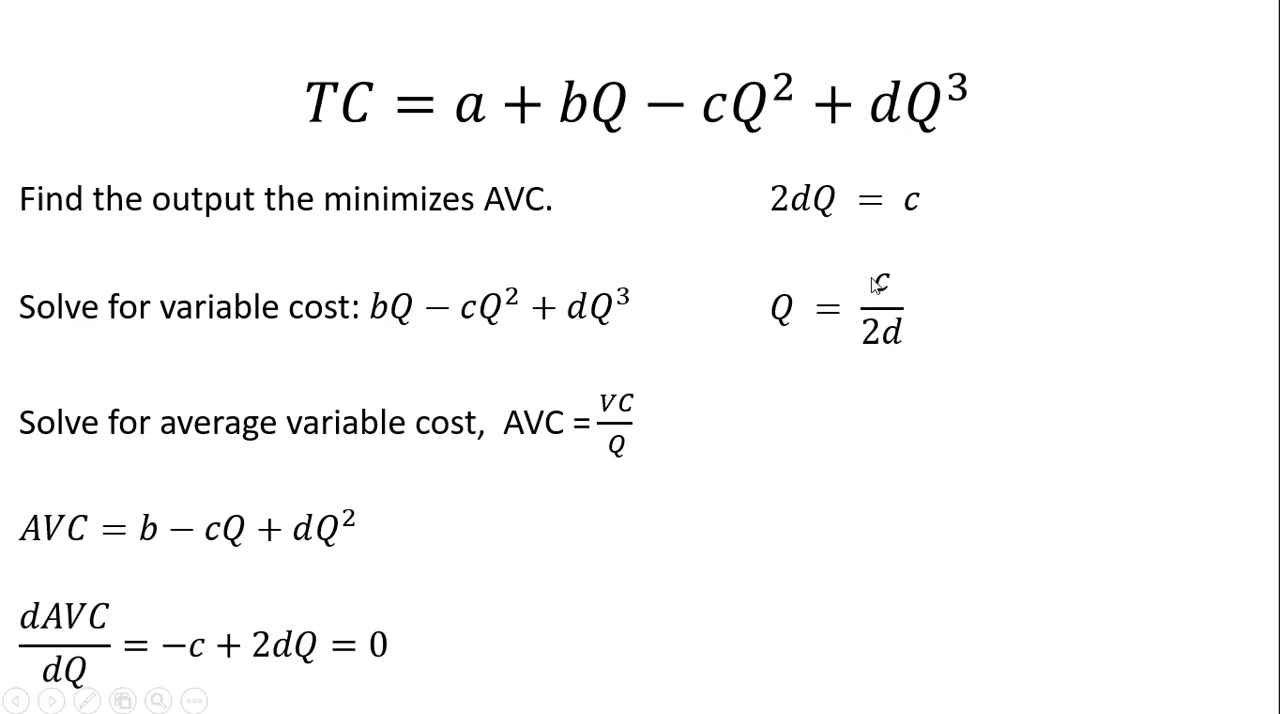 TC = a + bQ − cQ² + dQ³
Find the output the minimizes AVC.
Solve for variable cost: bQ − cQ² + dQ³
Solve for average variable cost, AVC = VC/Q
AVC = b − cQ + dQ²
dAVC/dQ = −c + 2dQ = 0
2dQ = c
Q = c/2d